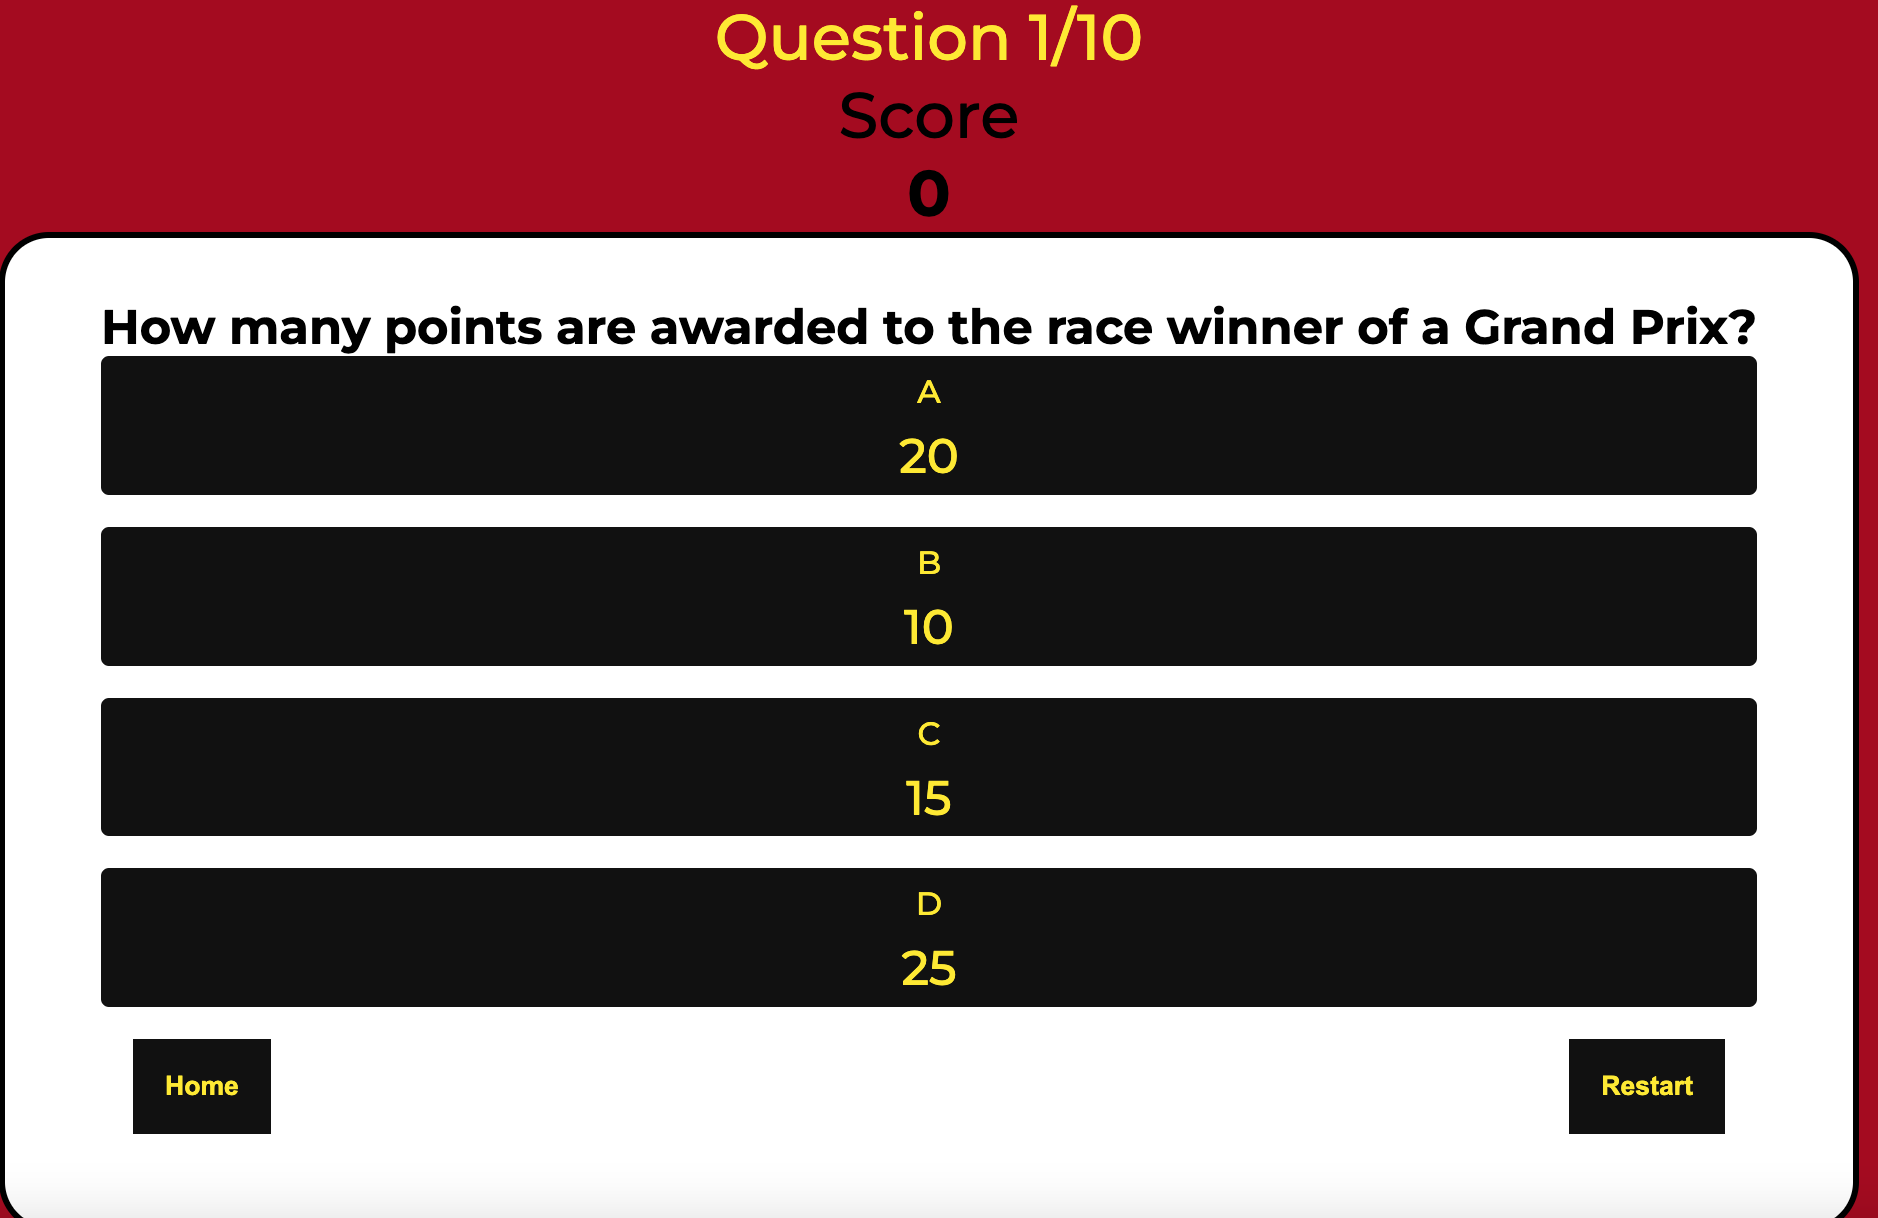 Question 1/10
Score
0
How many points are awarded to the race winner of a Grand Prix?
A
20
B
10
C
15
D
25
Home
Restart